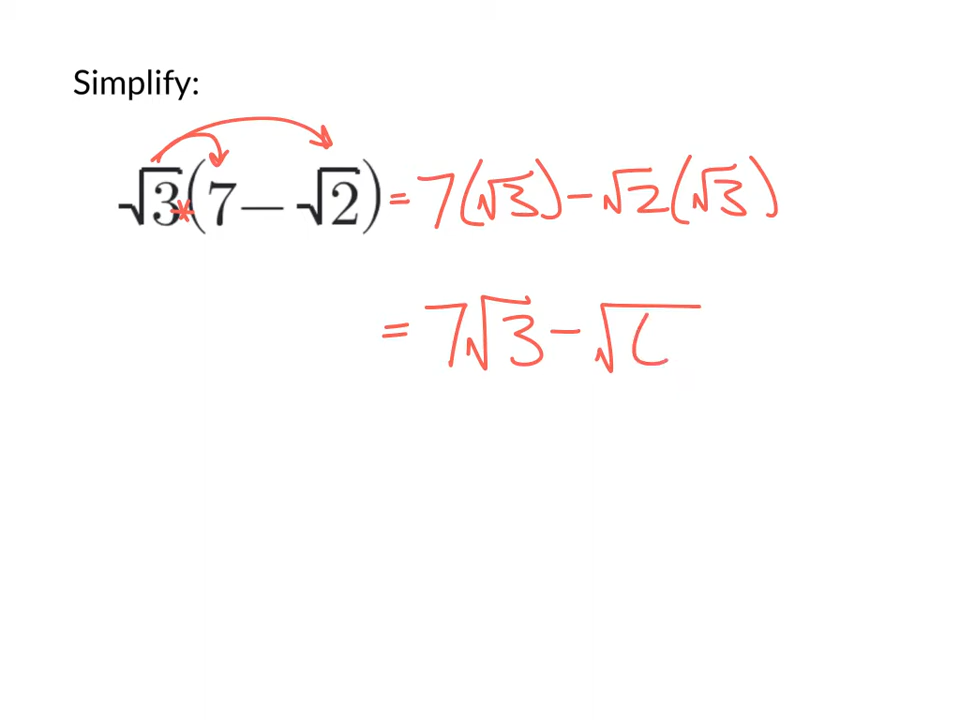 Simplify:
√3*(7−√2) = 7(√3)−√2(√3)
= 7√3−√